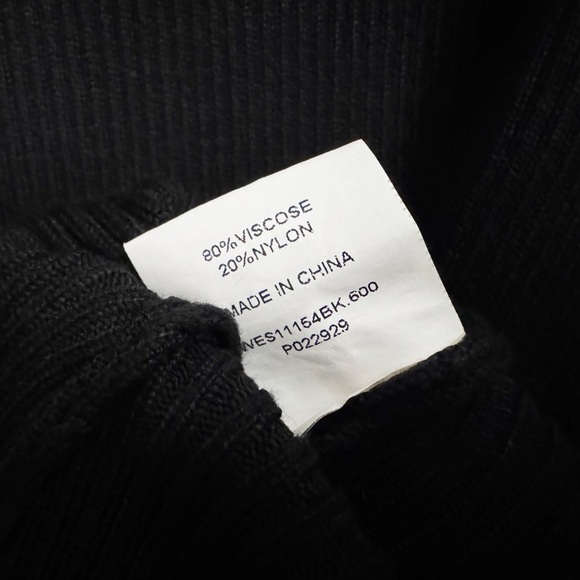 80%VISCOSE
20%NYLON
MADE IN CHINA
WES11154BK.600
P022929